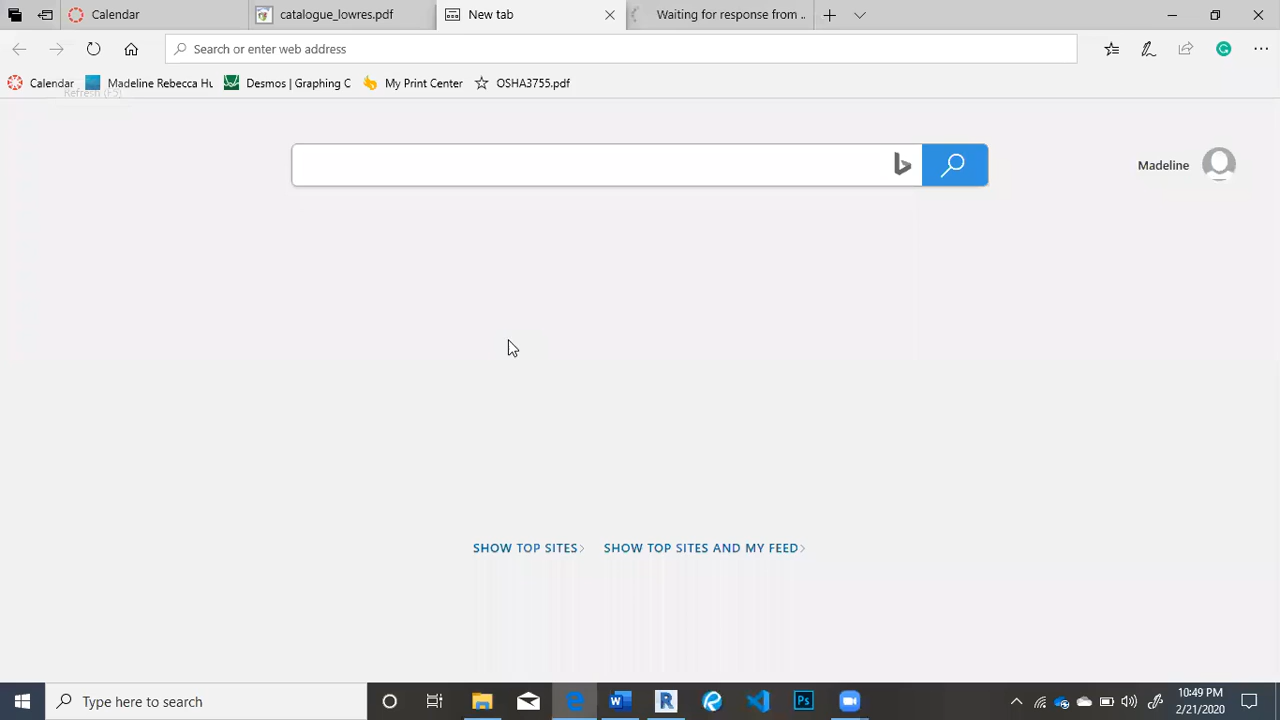 Calendar
catalogue_lowres.pdf
New tab
Waiting for response from ..
Search or enter web address
Calendar
Madeline Rebecca Hu
Desmos | Graphing C
My Print Center
OSHA3755.pdf
Refresh (F5)
Madeline
SHOW TOP SITES
SHOW TOP SITES AND MY FEED
Type here to search
10:49 PM
2/21/2020